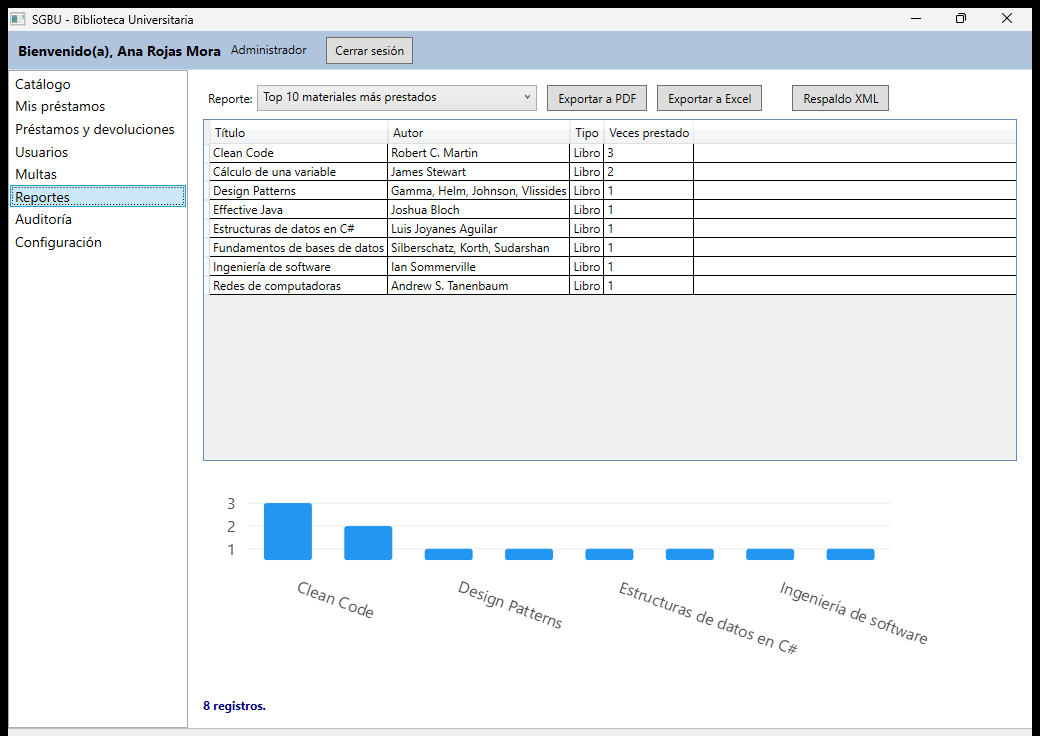 SGBU - Biblioteca Universitaria
Bienvenido(a), Ana Rojas Mora Administrador Cerrar sesión
Catálogo
Mis préstamos
Préstamos y devoluciones
Usuarios
Multas
Reportes
Auditoría
Configuración
Reporte: Top 10 materiales más prestados Exportar a PDF Exportar a Excel Respaldo XML
Título Autor Tipo Veces prestado
Clean Code Robert C. Martin Libro 3
Cálculo de una variable James Stewart Libro 2
Design Patterns Gamma, Helm, Johnson, Vlissides Libro 1
Effective Java Joshua Bloch Libro 1
Estructuras de datos en C# Luis Joyanes Aguilar Libro 1
Fundamentos de bases de datos Silberschatz, Korth, Sudarshan Libro 1
Ingeniería de software Ian Sommerville Libro 1
Redes de computadoras Andrew S. Tanenbaum Libro 1
3
2
1
Clean Code
Design Patterns
Estructuras de datos en C#
Ingeniería de software
8 registros.